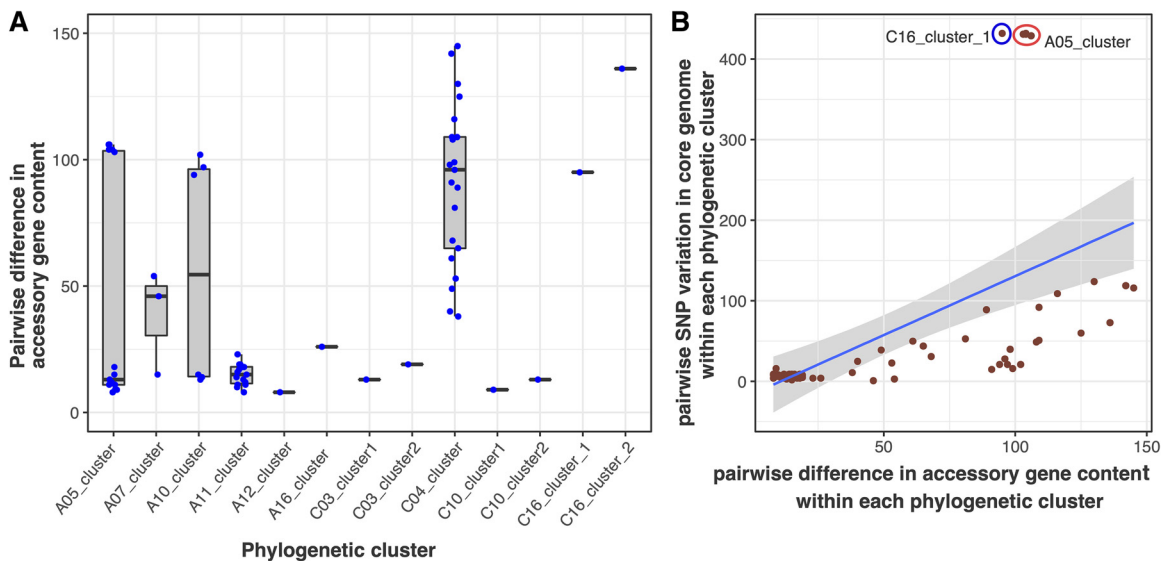 A
Pairwise difference in
accessory gene content
150
100
50
0
A05_cluster
A07_cluster
A10_cluster
A11_cluster
A12_cluster
A16_cluster
C03_cluster1
C03_cluster2
C04_cluster
C10_cluster1
C10_cluster2
C16_cluster_1
C16_cluster_2
Phylogenetic cluster
B
pairwise SNP variation in core genome
within each phylogenetic cluster
400
300
200
100
0
C16_cluster_1
A05_cluster
50
100
150
pairwise difference in accessory gene content
within each phylogenetic cluster